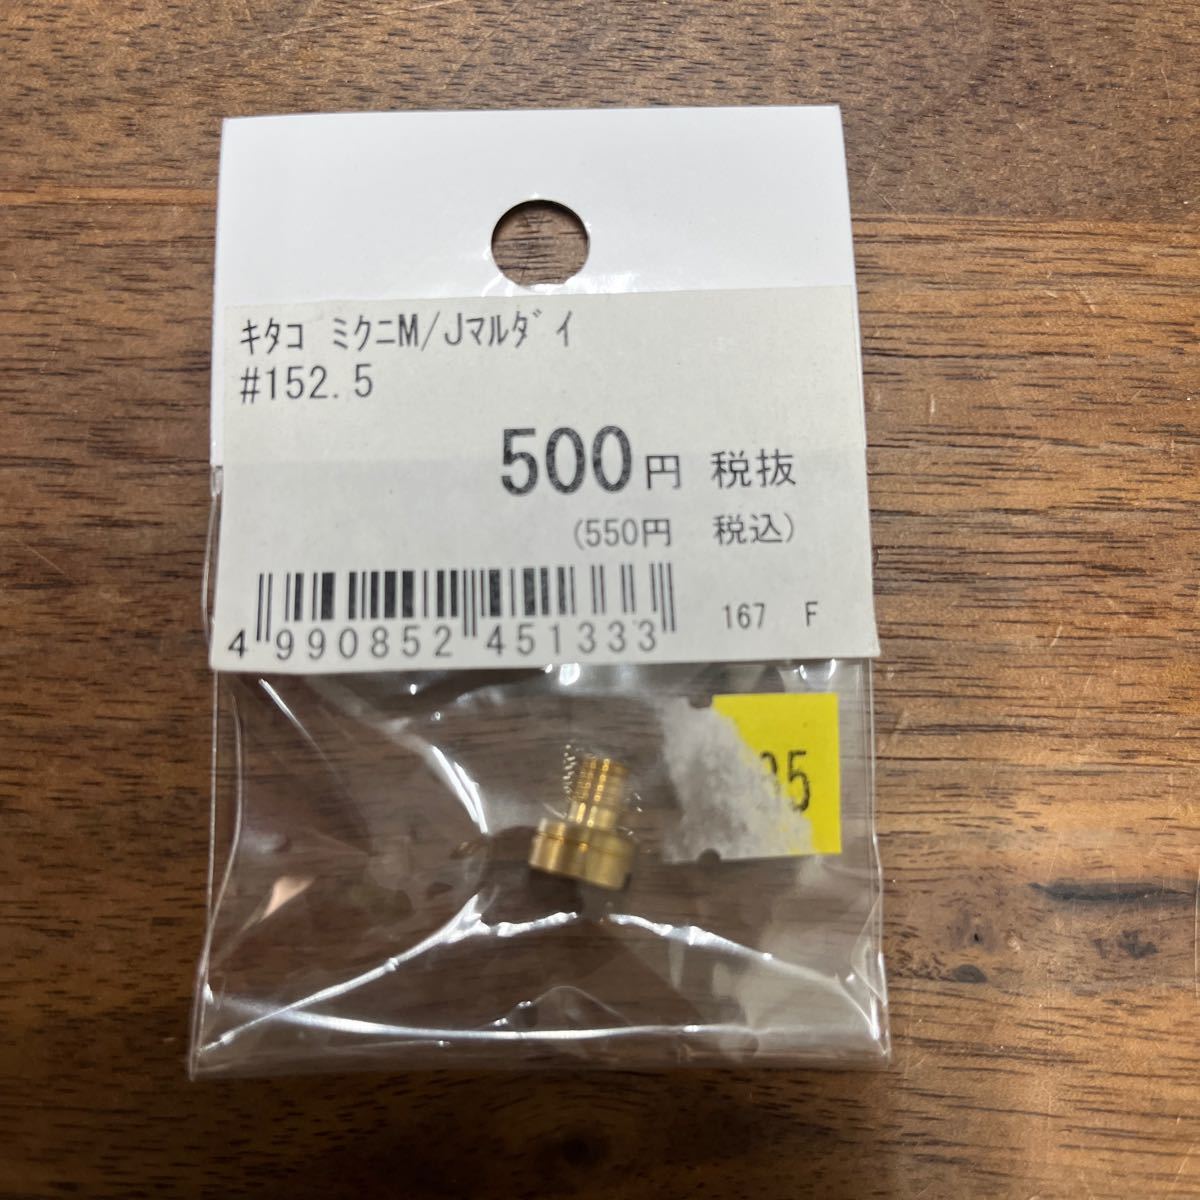 ｷﾀｺ ﾐｸﾆM/Jﾏﾙﾀﾞｲ
#152.5
500円 税抜
(550円 税込)
4 990852 451333
167 F
5